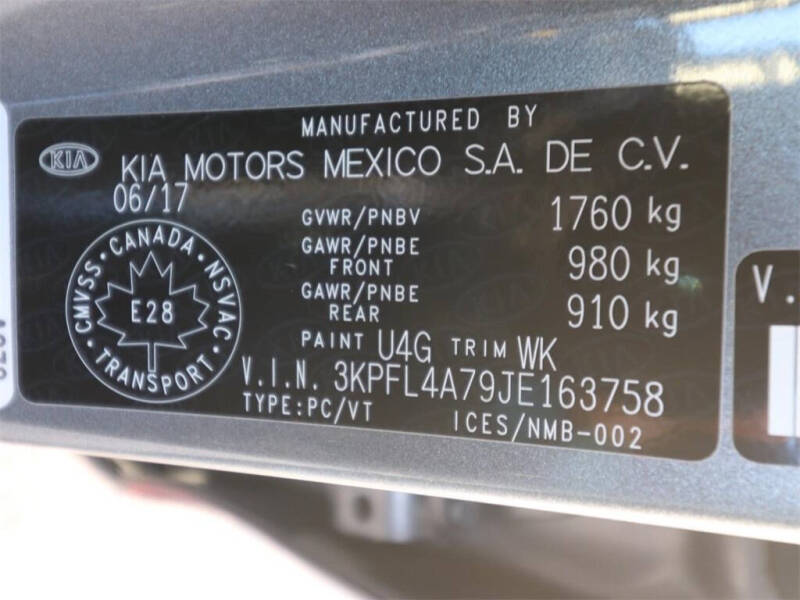 MANUFACTURED BY
KIA KIA MOTORS MEXICO S.A. DE C.V.
06/17
GVWR/PNBV 1760 kg
GAWR/PNBE FRONT 980 kg
GAWR/PNBE REAR 910 kg
CMVSS · CANADA · NSVAC · TRANSPORT ·
E28
PAINT U4G TRIM WK
V.I.N. 3KPFL4A79JE163758
TYPE:PC/VT ICES/NMB-002
V.